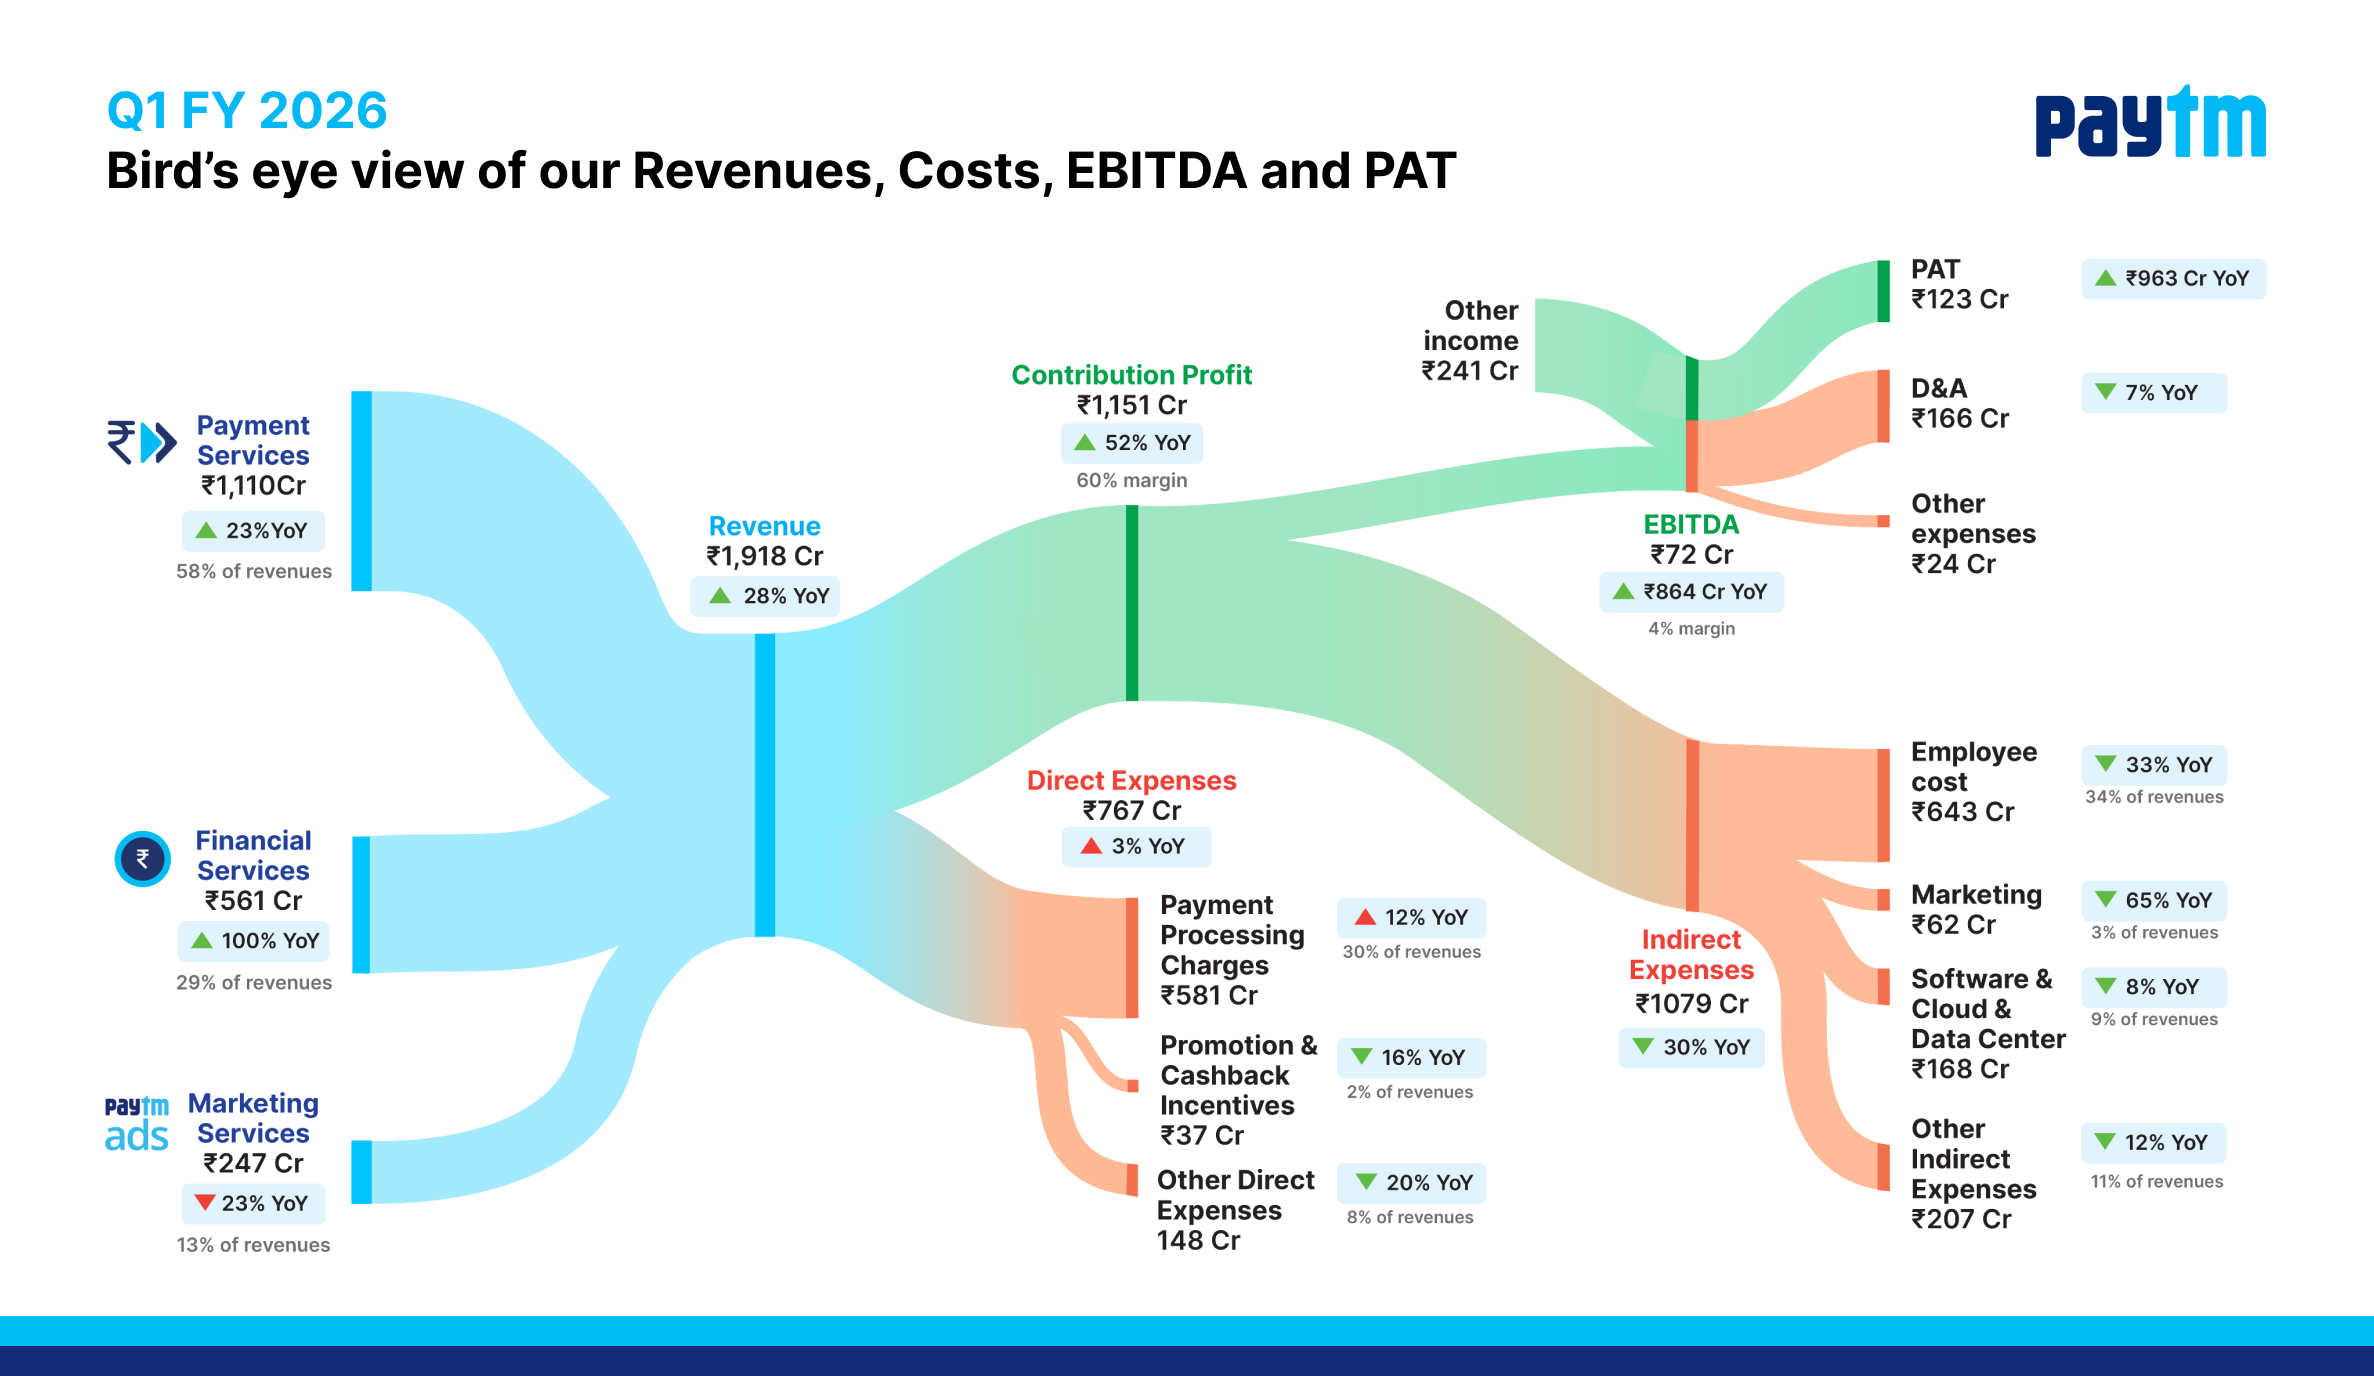 Q1 FY 2026
Bird's eye view of our Revenues, Costs, EBITDA and PAT
paytm
₹
Payment
Services
₹1,110Cr
▲ 23%YoY
58% of revenues
₹
Financial
Services
₹561 Cr
▲ 100% YoY
29% of revenues
paytm
ads
Marketing
Services
₹247 Cr
▼ 23% YoY
13% of revenues
Revenue
₹1,918 Cr
▲ 28% YoY
Contribution Profit
₹1,151 Cr
▲ 52% YoY
60% margin
Direct Expenses
₹767 Cr
▲ 3% YoY
Payment
Processing
Charges
₹581 Cr
▲ 12% YoY
30% of revenues
Promotion &
Cashback
Incentives
₹37 Cr
▼ 16% YoY
2% of revenues
Other Direct
Expenses
148 Cr
▼ 20% YoY
8% of revenues
Other
income
₹241 Cr
EBITDA
₹72 Cr
▲ ₹864 Cr YoY
4% margin
Indirect
Expenses
₹1079 Cr
▼ 30% YoY
PAT
₹123 Cr
▲ ₹963 Cr YoY
D&A
₹166 Cr
▼ 7% YoY
Other
expenses
₹24 Cr
Employee
cost
₹643 Cr
▼ 33% YoY
34% of revenues
Marketing
₹62 Cr
▼ 65% YoY
3% of revenues
Software &
Cloud &
Data Center
₹168 Cr
▼ 8% YoY
9% of revenues
Other
Indirect
Expenses
₹207 Cr
▼ 12% YoY
11% of revenues